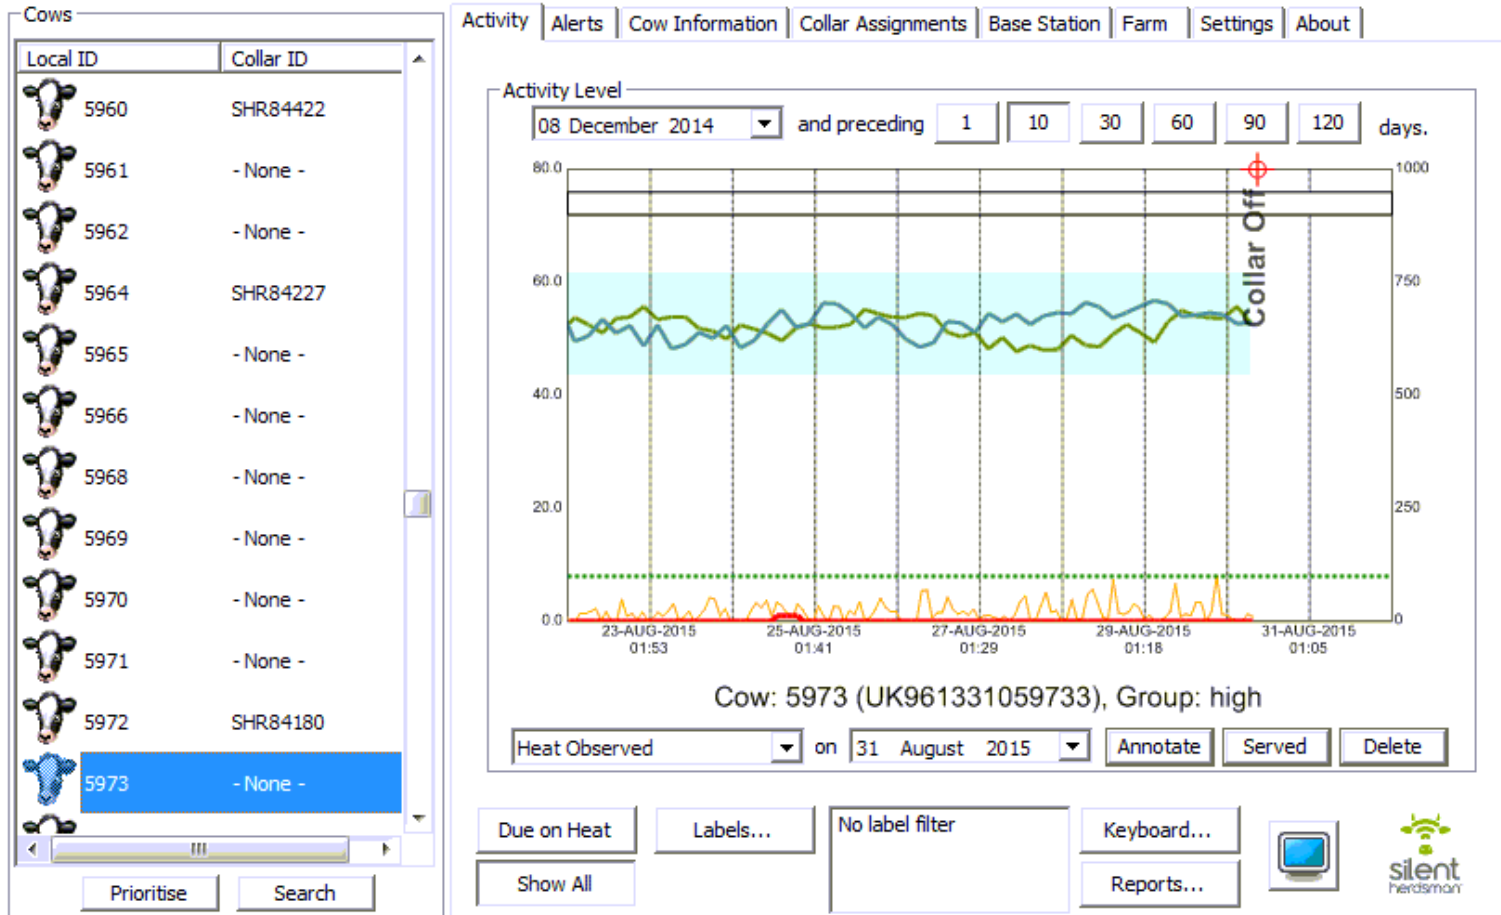 Cows
Local ID Collar ID
5960 SHR84422
5961 - None -
5962 - None -
5964 SHR84227
5965 - None -
5966 - None -
5968 - None -
5969 - None -
5970 - None -
5971 - None -
5972 SHR84180
5973 - None -
Prioritise Search
Activity Alerts Cow Information Collar Assignments Base Station Farm Settings About
Activity Level
08 December 2014 and preceding 1 10 30 60 90 120 days.
80.0 1000
60.0 750
40.0 500
20.0 250
0.0 0
Collar Off
23-AUG-2015 25-AUG-2015 27-AUG-2015 29-AUG-2015 31-AUG-2015
01:53 01:41 01:29 01:18 01:05
Cow: 5973 (UK961331059733), Group: high
Heat Observed on 31 August 2015 Annotate Served Delete
Due on Heat Labels... No label filter Keyboard...
Show All Reports...
silent
herdsman